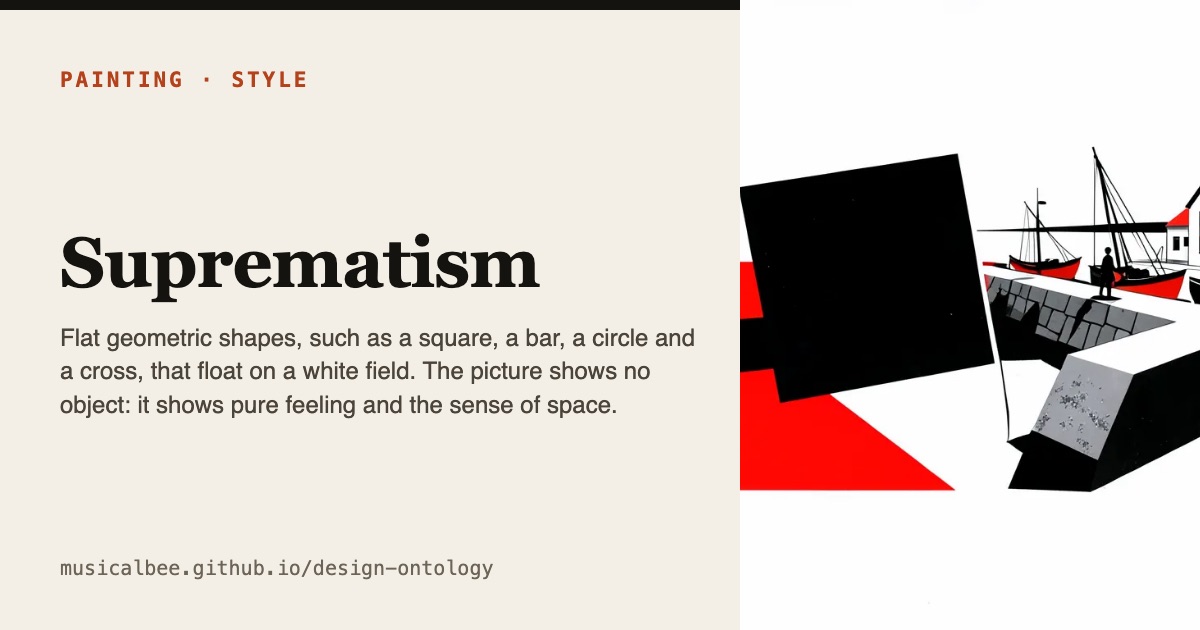 PAINTING · STYLE
Suprematism
Flat geometric shapes, such as a square, a bar, a circle and
a cross, that float on a white field. The picture shows no
object: it shows pure feeling and the sense of space.
musicalbee.github.io/design-ontology